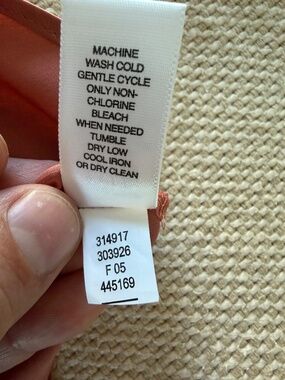 MACHINE
WASH COLD
GENTLE CYCLE
ONLY NON-
CHLORINE
BLEACH
WHEN NEEDED
TUMBLE
DRY LOW
COOL IRON
OR DRY CLEAN
314917
303926
F 05
445169